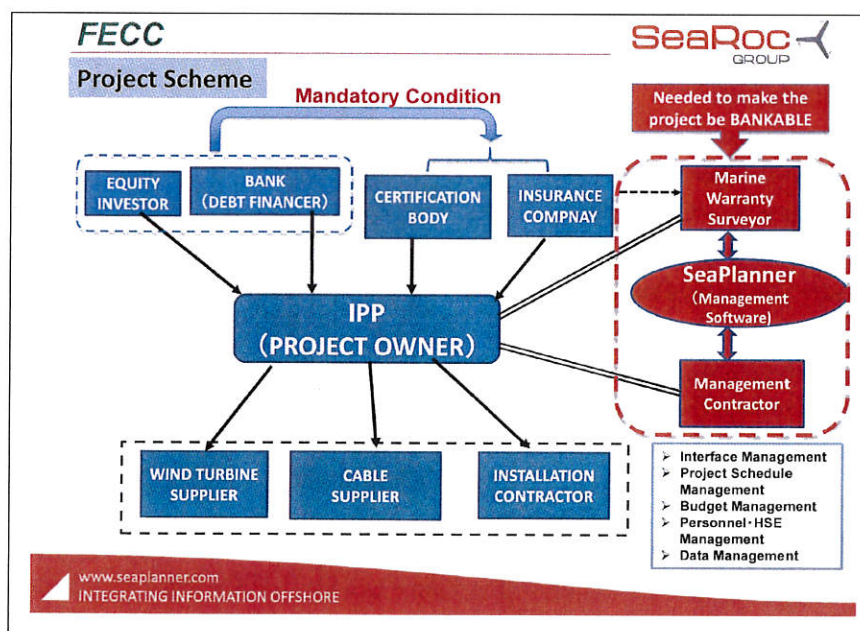 FECC
SeaRoc
GROUP
Project Scheme
Mandatory Condition
Needed to make the
project be BANKABLE
EQUITY
INVESTOR
BANK
(DEBT FINANCER)
CERTIFICATION
BODY
INSURANCE
COMPNAY
Marine
Warranty
Surveyor
SeaPlanner
(Management
Software)
IPP
(PROJECT OWNER)
Management
Contractor
WIND TURBINE
SUPPLIER
CABLE
SUPPLIER
INSTALLATION
CONTRACTOR
➢ Interface Management
➢ Project Schedule
Management
➢ Budget Management
➢ Personnel・HSE
Management
➢ Data Management
www.seaplanner.com
INTEGRATING INFORMATION OFFSHORE